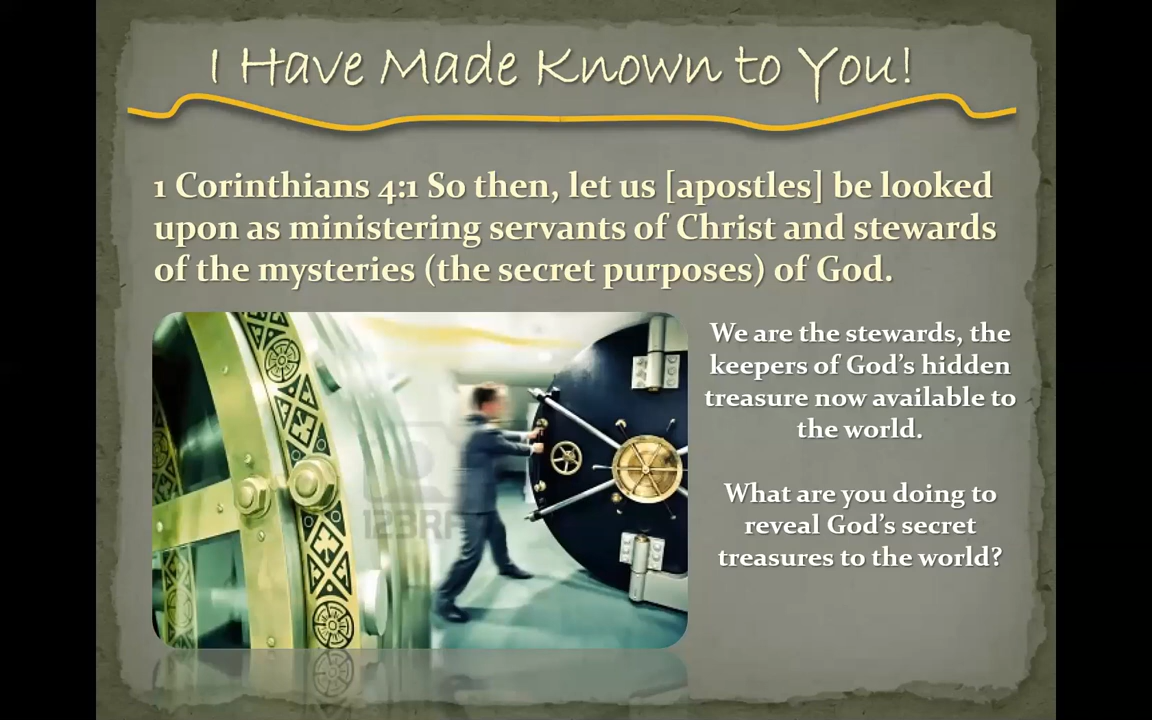 I Have Made Known to You!
1 Corinthians 4:1 So then, let us [apostles] be looked
upon as ministering servants of Christ and stewards
of the mysteries (the secret purposes) of God.
We are the stewards, the
keepers of God’s hidden
treasure now available to
the world.
What are you doing to
reveal God’s secret
treasures to the world?
123RF